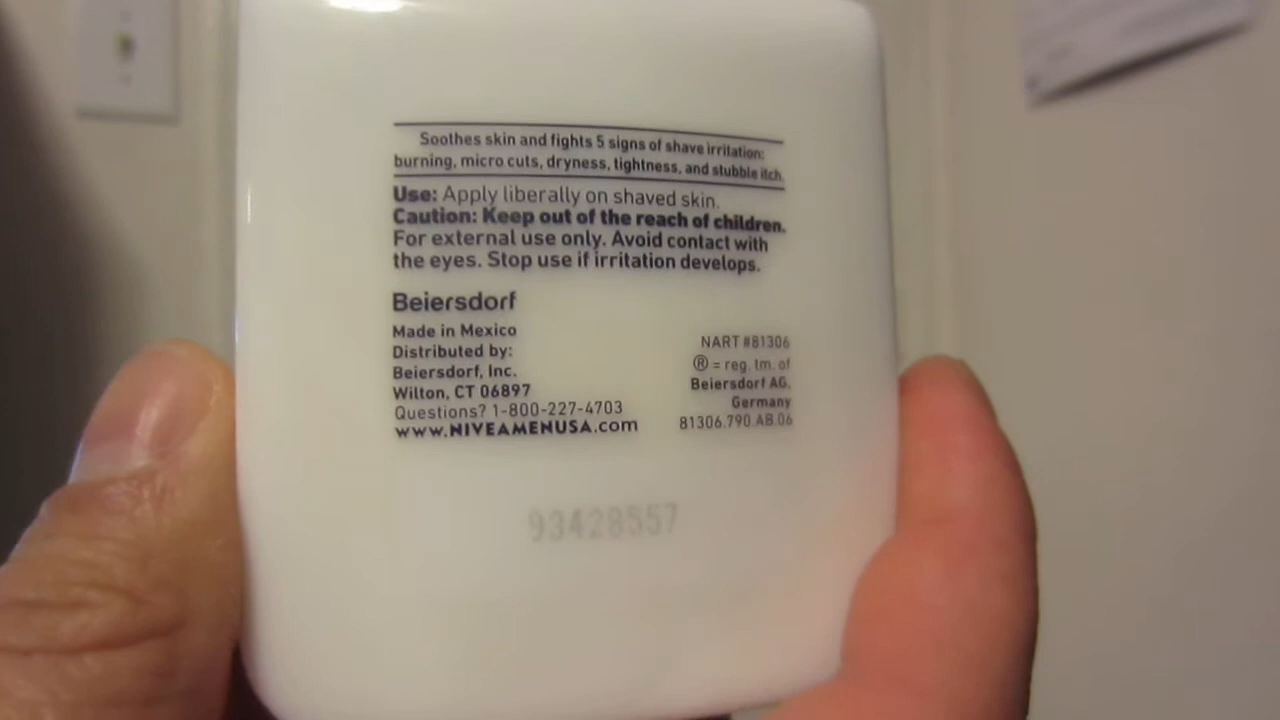 Soothes skin and fights 5 signs of shave irritation:
burning, micro cuts, dryness, tightness, and stubble itch.
Use: Apply liberally on shaved skin.
Caution: Keep out of the reach of children.
For external use only. Avoid contact with
the eyes. Stop use if irritation develops.
Beiersdorf
Made in Mexico
Distributed by:
Beiersdorf, Inc.
Wilton, CT 06897
Questions? 1-800-227-4703
www.NIVEAMENUSA.com
NART #81306
® = reg. tm. of
Beiersdorf AG,
Germany
81306.790.AB.06
93428557